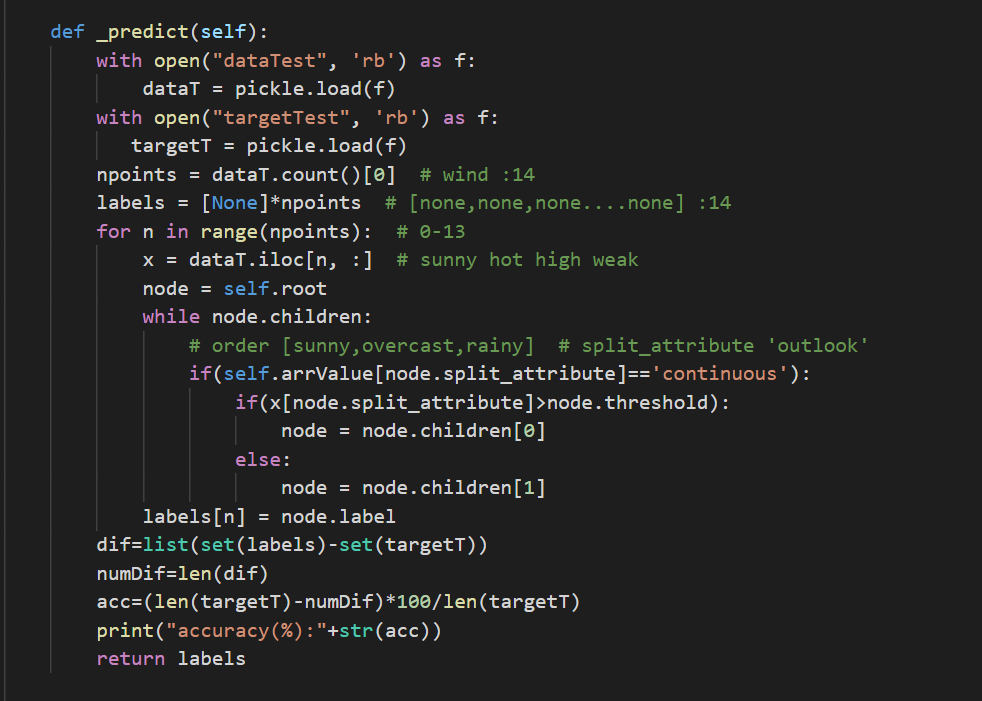 def _predict(self):
    with open("dataTest", 'rb') as f:
        dataT = pickle.load(f)
    with open("targetTest", 'rb') as f:
       targetT = pickle.load(f)
    npoints = dataT.count()[0]  # wind :14
    labels = [None]*npoints  # [none,none,none....none] :14
    for n in range(npoints):  # 0-13
        x = dataT.iloc[n, :]  # sunny hot high weak
        node = self.root
        while node.children:
            # order [sunny,overcast,rainy]  # split_attribute 'outlook'
            if(self.arrValue[node.split_attribute]=='continuous'):
                if(x[node.split_attribute]>node.threshold):
                    node = node.children[0]
                else:
                    node = node.children[1]
        labels[n] = node.label
    dif=list(set(labels)-set(targetT))
    numDif=len(dif)
    acc=(len(targetT)-numDif)*100/len(targetT)
    print("accuracy(%):"+str(acc))
    return labels